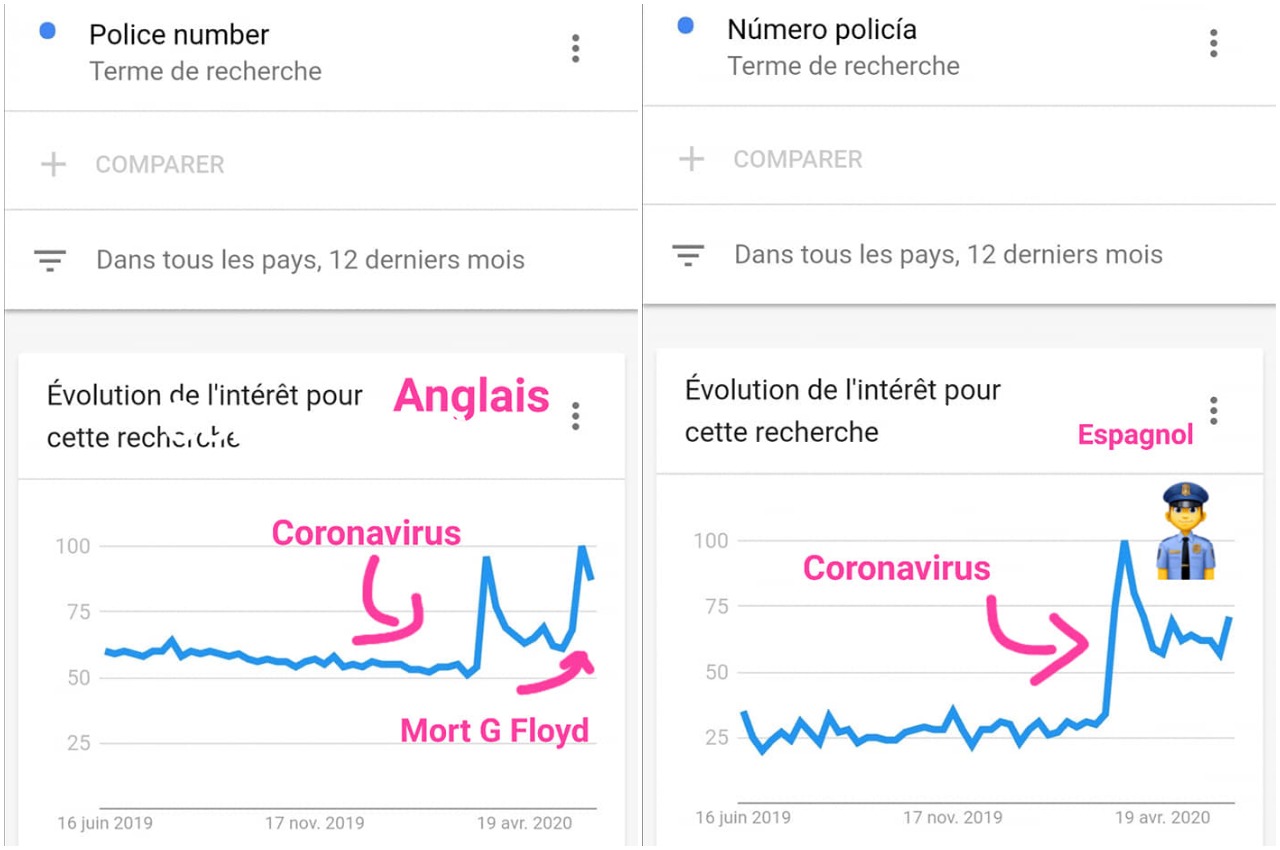 Police number
Terme de recherche
COMPARER
Dans tous les pays, 12 derniers mois
Évolution de l'intérêt pour
cette recherche
Anglais
Coronavirus
100
75
50
25
Mort G Floyd
16 juin 2019
17 nov. 2019
19 avr. 2020
Número policía
Terme de recherche
COMPARER
Dans tous les pays, 12 derniers mois
Évolution de l'intérêt pour
cette recherche
Espagnol
Coronavirus
100
75
50
25
16 juin 2019
17 nov. 2019
19 avr. 2020